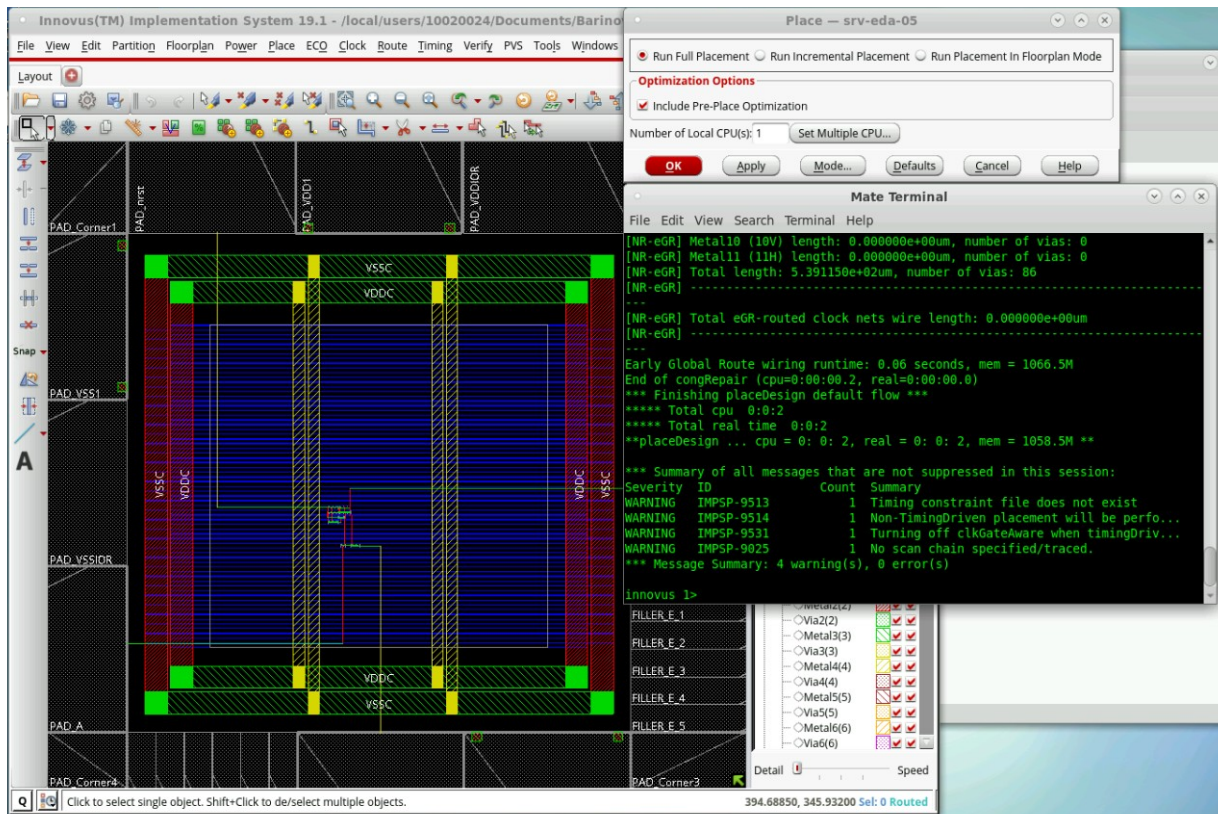 Innovus(TM) Implementation System 19.1 - /local/users/10020024/Documents/Barino
File View Edit Partition Floorplan Power Place ECO Clock Route Timing Verify PVS Tools Windows
Layout
Snap
A
PAD_Corner1
PAD_nrst
PAD_VDD1
PAD_VDDIOR
VSSC
VDDC
PAD_VSS1
VSSC
VDDC
VDDC
VSSC
PAD_VSSIOR
VDDC
VSSC
PAD_A
PAD_Corner4
PAD_Corner3
FILLER_E_1
FILLER_E_2
FILLER_E_3
FILLER_E_4
FILLER_E_5
Place — srv-eda-05
Run Full Placement Run Incremental Placement Run Placement In Floorplan Mode
Optimization Options
Include Pre-Place Optimization
Number of Local CPU(s): 1 Set Multiple CPU...
OK Apply Mode... Defaults Cancel Help
Mate Terminal
File Edit View Search Terminal Help
[NR-eGR] Metal10 (10V) length: 0.000000e+00um, number of vias: 0
[NR-eGR] Metal11 (11H) length: 0.000000e+00um, number of vias: 0
[NR-eGR] Total length: 5.391150e+02um, number of vias: 86
[NR-eGR] --------------------------------------------------------------------------
---
[NR-eGR] Total eGR-routed clock nets wire length: 0.000000e+00um
[NR-eGR] --------------------------------------------------------------------------
---
Early Global Route wiring runtime: 0.06 seconds, mem = 1066.5M
End of congRepair (cpu=0:00:00.2, real=0:00:00.0)
*** Finishing placeDesign default flow ***
***** Total cpu  0:0:2
***** Total real time  0:0:2
**placeDesign ... cpu = 0: 0: 2, real = 0: 0: 2, mem = 1058.5M **
*** Summary of all messages that are not suppressed in this session:
Severity  ID               Count  Summary
WARNING   IMPSP-9513           1  Timing constraint file does not exist
WARNING   IMPSP-9514           1  Non-TimingDriven placement will be perfo...
WARNING   IMPSP-9531           1  Turning off clkGateAware when timingDriv...
WARNING   IMPSP-9025           1  No scan chain specified/traced.
*** Message Summary: 4 warning(s), 0 error(s)
innovus 1>
Metal2(2)
Via2(2)
Metal3(3)
Via3(3)
Metal4(4)
Via4(4)
Metal5(5)
Via5(5)
Metal6(6)
Via6(6)
Detail Speed
Q Click to select single object. Shift+Click to de/select multiple objects. 394.68850, 345.93200 Sel: 0 Routed